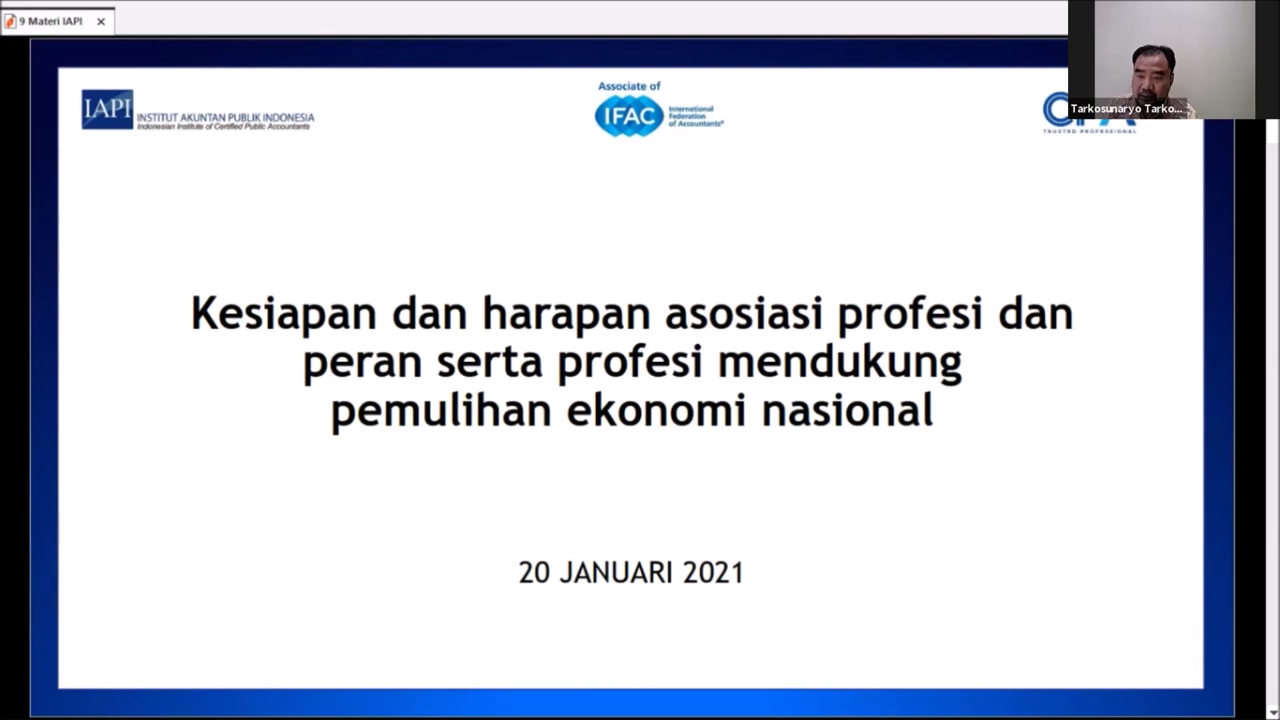 9 Materi IAPI
IAPI
INSTITUT AKUNTAN PUBLIK INDONESIA
Indonesian Institute of Certified Public Accountants
Associate of
IFAC
International
Federation
of Accountants®
TRUSTED PROFESSIONAL
Tarkosunaryo Tarko...
Kesiapan dan harapan asosiasi profesi dan
peran serta profesi mendukung
pemulihan ekonomi nasional
20 JANUARI 2021